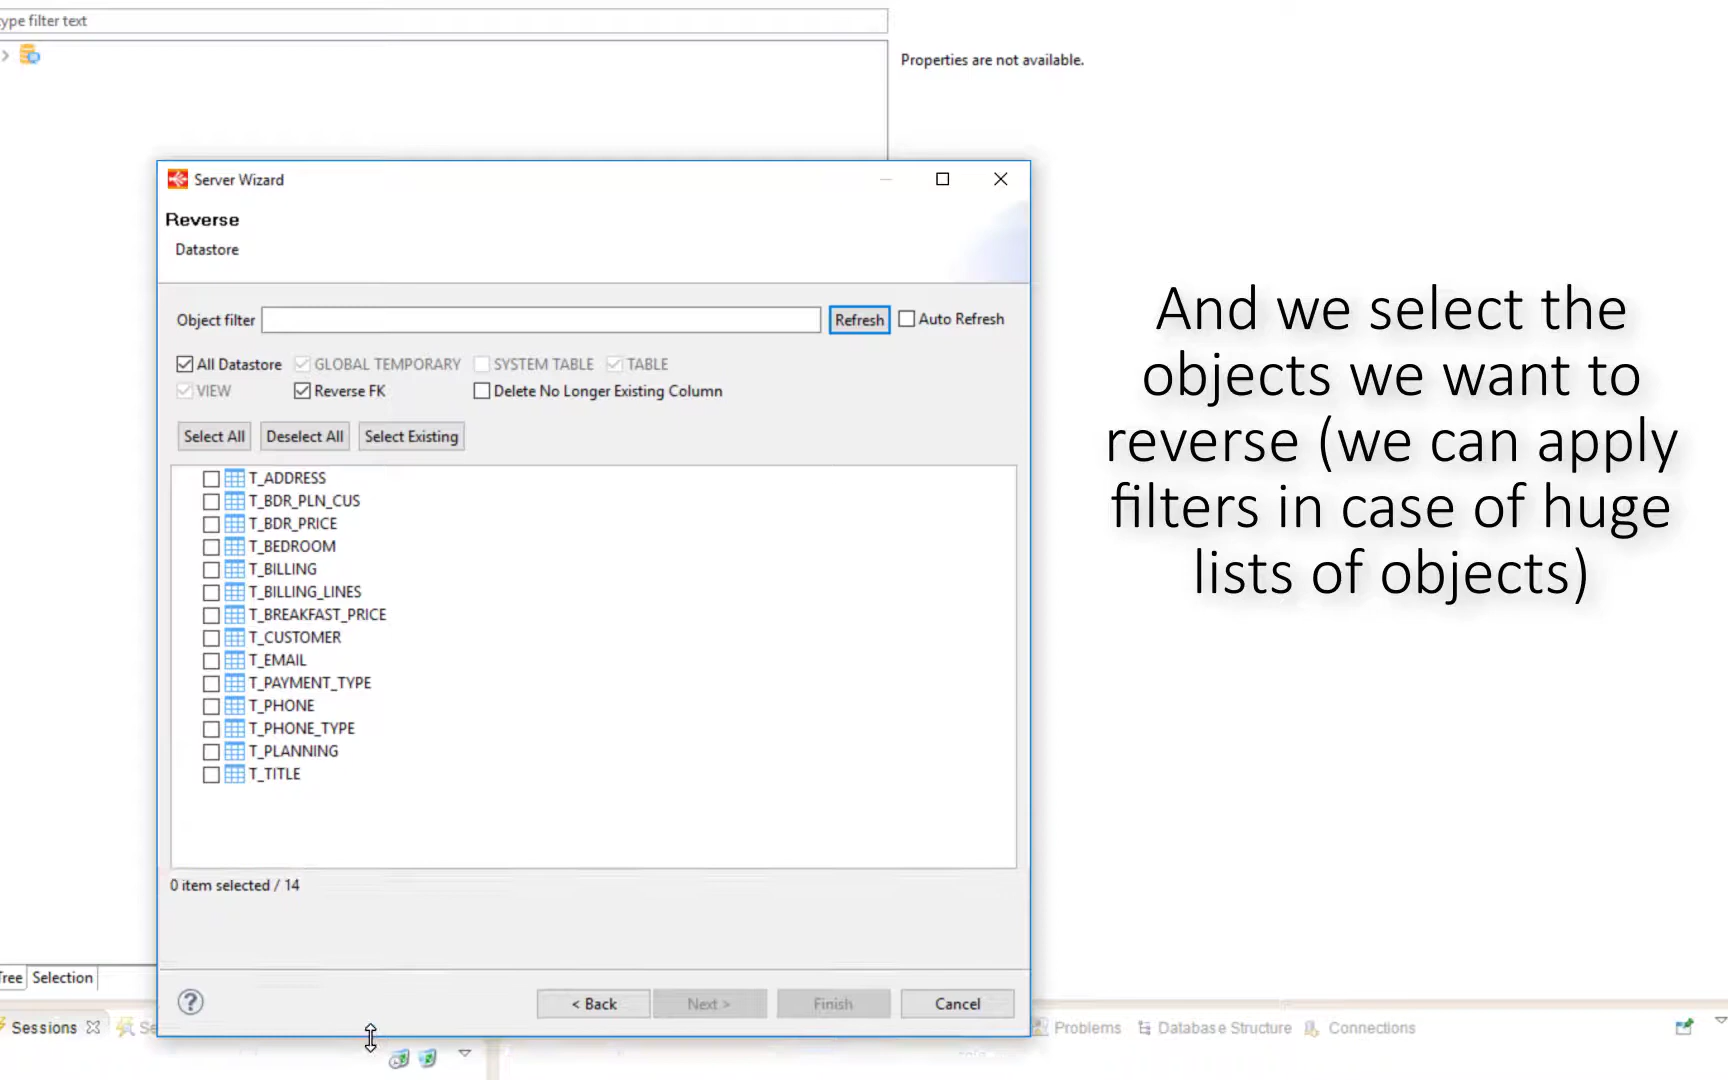 type filter text
Properties are not available.
Server Wizard
Reverse
Datastore
Object filter
Refresh
Auto Refresh
All Datastore
GLOBAL TEMPORARY
SYSTEM TABLE
TABLE
VIEW
Reverse FK
Delete No Longer Existing Column
Select All
Deselect All
Select Existing
T_ADDRESS
T_BDR_PLN_CUS
T_BDR_PRICE
T_BEDROOM
T_BILLING
T_BILLING_LINES
T_BREAKFAST_PRICE
T_CUSTOMER
T_EMAIL
T_PAYMENT_TYPE
T_PHONE
T_PHONE_TYPE
T_PLANNING
T_TITLE
0 item selected / 14
< Back
Next >
Finish
Cancel
And we select the
objects we want to
reverse (we can apply
filters in case of huge
lists of objects)
Tree
Selection
Sessions
Se
Problems
Database Structure
Connections